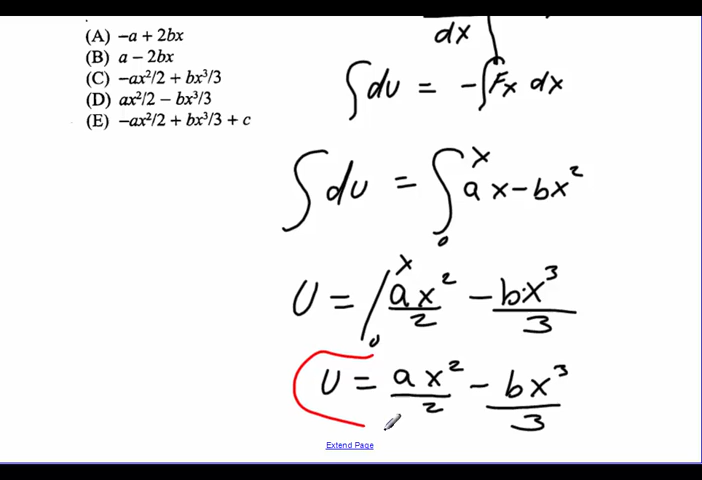 (A) −a + 2bx
(B) a − 2bx
(C) −ax²/2 + bx³/3
(D) ax²/2 − bx³/3
(E) −ax²/2 + bx³/3 + c
dx
∫du = -∫Fx dx
∫du = ∫₀ˣ ax-bx²
U = /₀ˣ ax²/2 - b·x³/3
U = ax²/2 - bx³/3
Extend Page